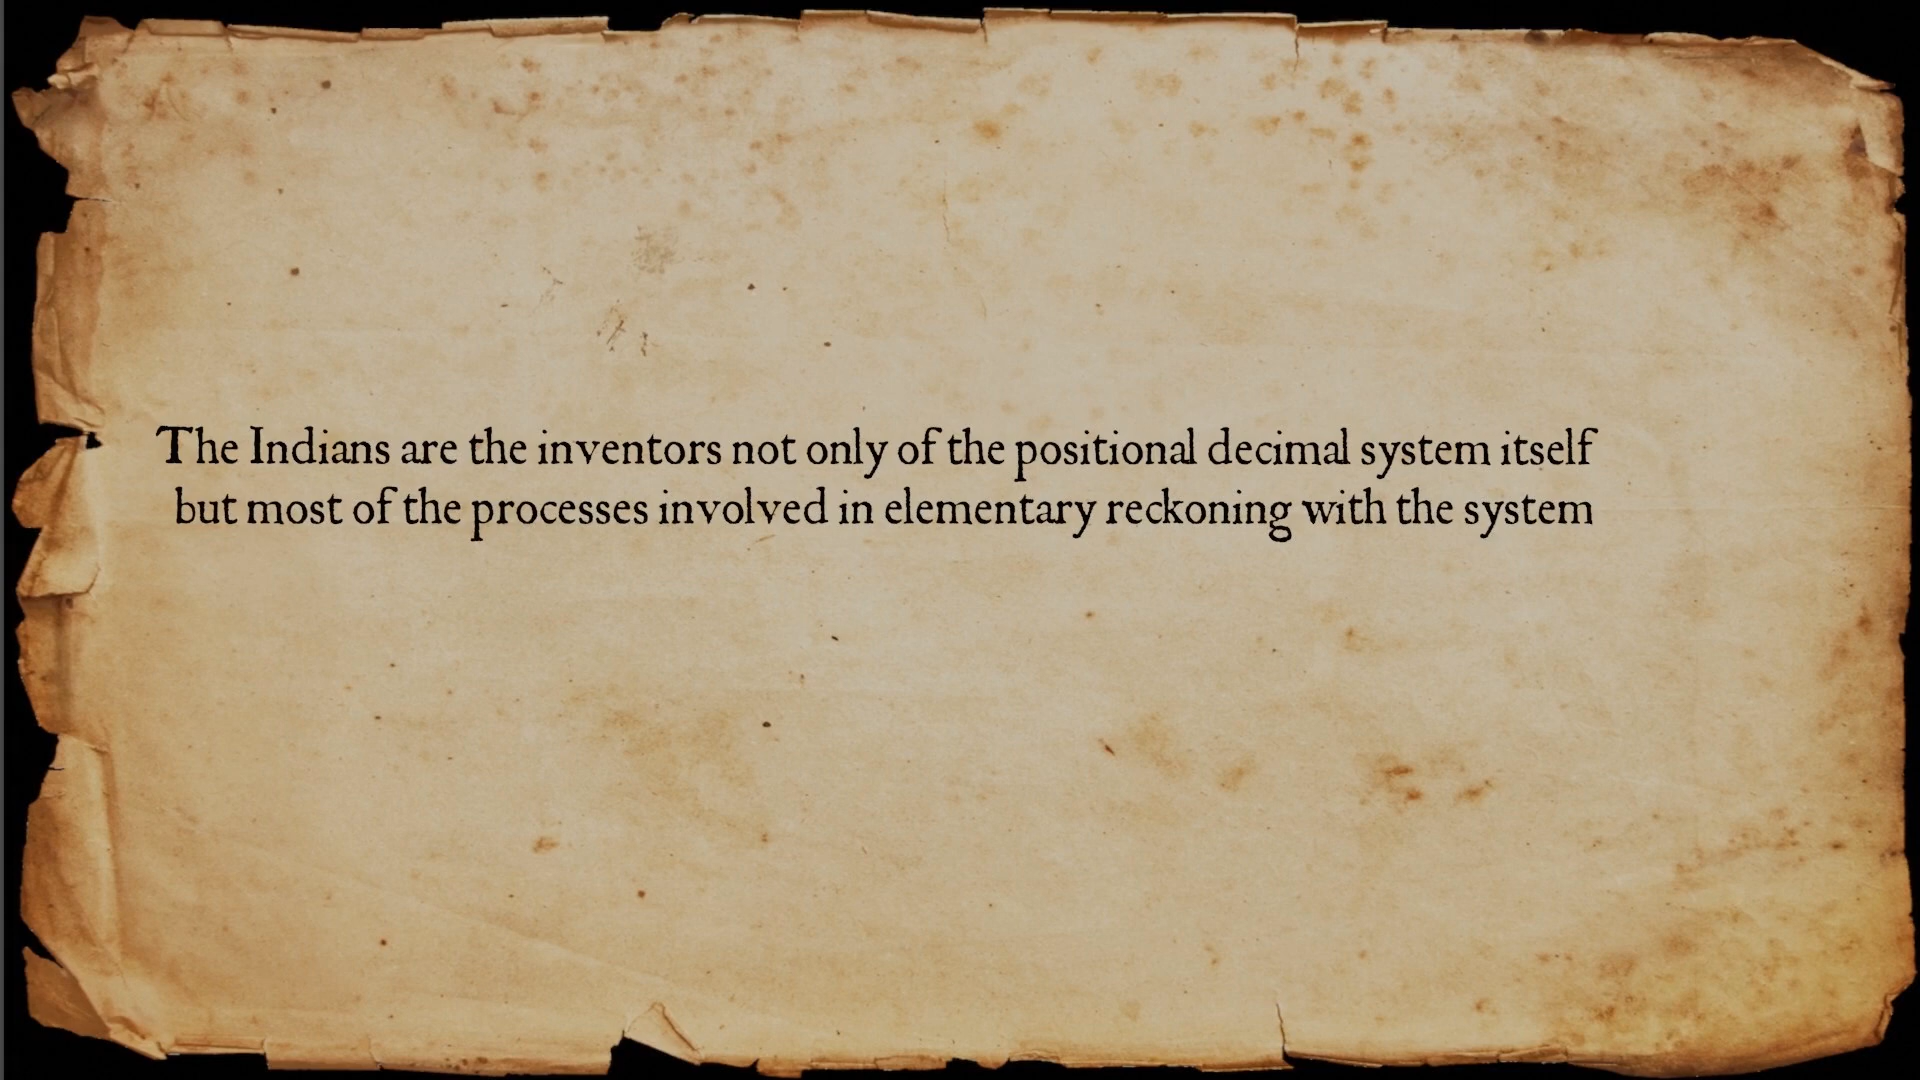 The Indians are the inventors not only of the positional decimal system itself
but most of the processes involved in elementary reckoning with the system